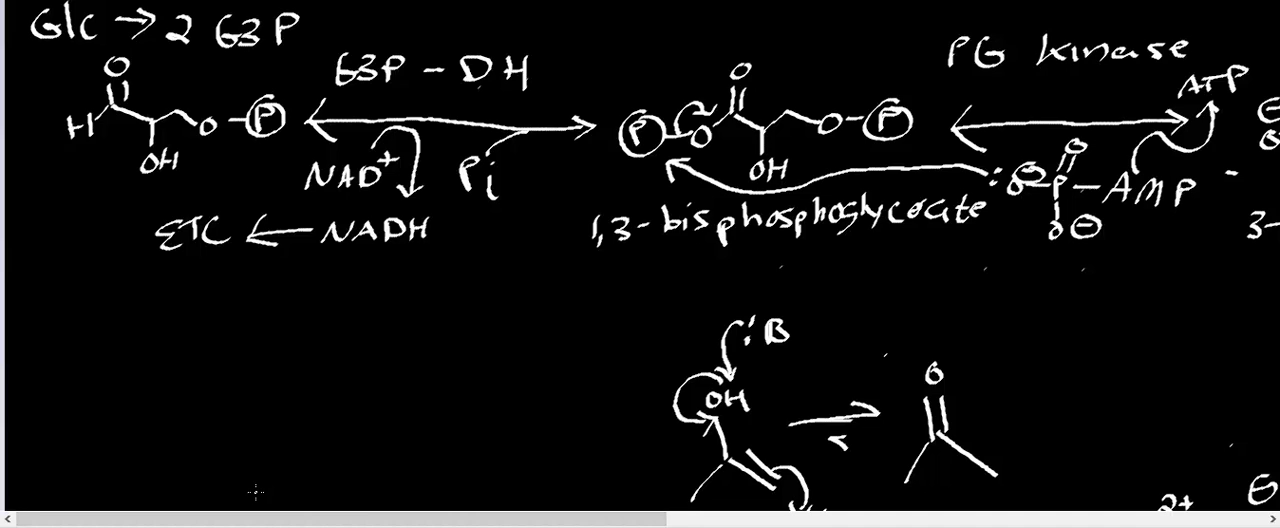 Glc → 2 G3P
G3P - DH
PG kinase
ATP
O
H
OH
O
P
NAD+
Pi
P
O
O
OH
O
P
O
:O⊖ P - AMP
O⊖
ETC ← NADH
1,3-bisphosphoglycerate
3-
:B
OH
O
2+